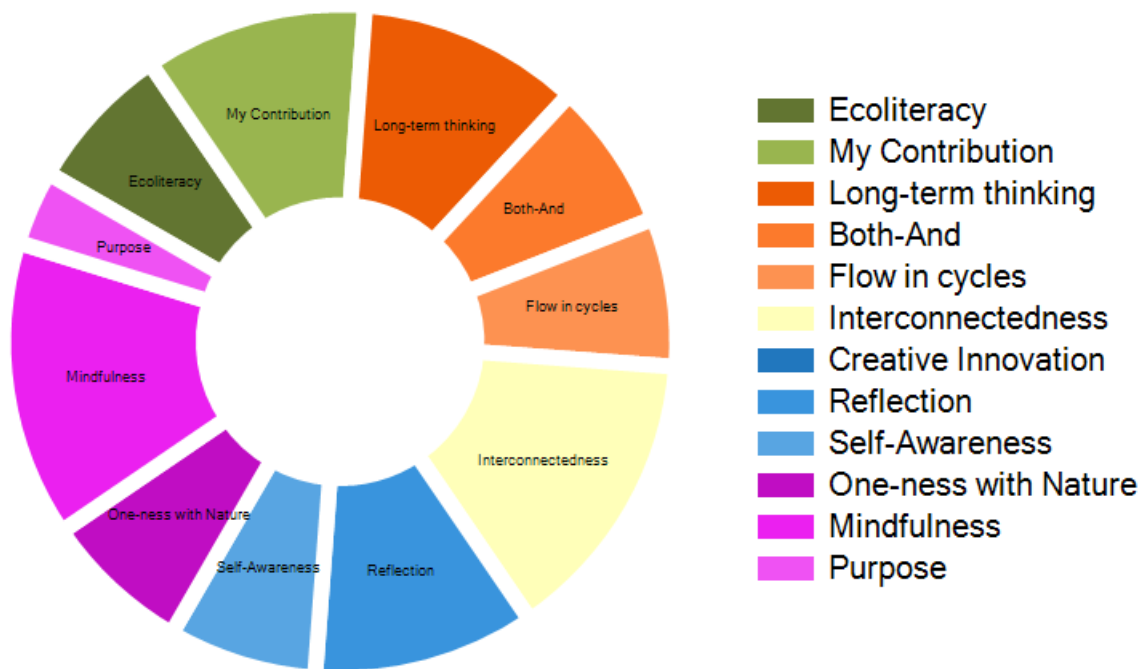 My Contribution
Long-term thinking
Ecoliteracy
Both-And
Purpose
Flow in cycles
Mindfulness
Interconnectedness
One-ness with Nature
Self-Awareness
Reflection
Ecoliteracy
My Contribution
Long-term thinking
Both-And
Flow in cycles
Interconnectedness
Creative Innovation
Reflection
Self-Awareness
One-ness with Nature
Mindfulness
Purpose